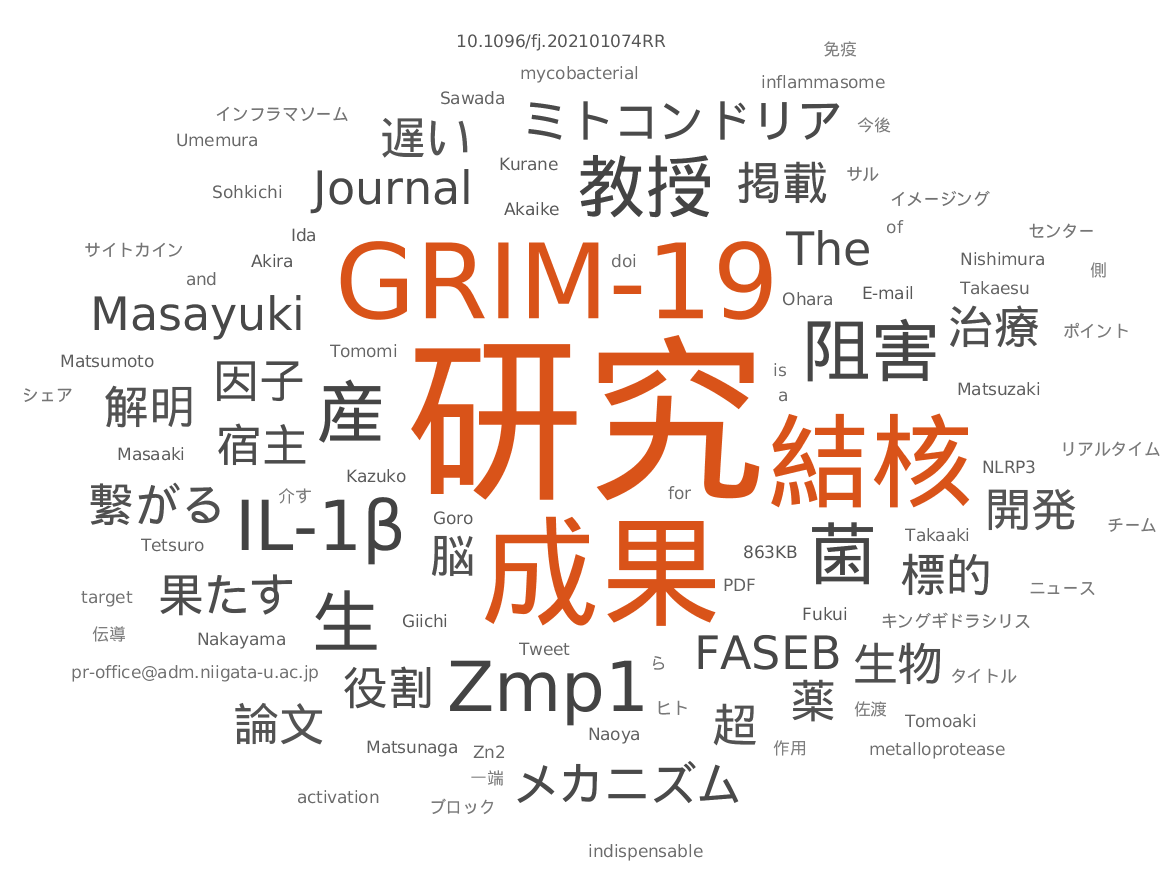 10.1096/fj.202101074RR
免疫
mycobacterial
inflammasome
Sawada
インフラマソーム
ミトコンドリア
今後
Umemura
遅い
Kurane
教授
掲載
サル
Sohkichi
Journal
Akaike
イメージング
of
センター
サイトカイン
Ida
Akira
GRIM-19
doi
The
Nishimura
側
and
Masayuki
Ohara
E-mail
Takaesu
治療
ポイント
Matsumoto
Tomomi
阻害
シェア
解明
因子
産
研究
is
a
Matsuzaki
Masaaki
宿主
結核
リアルタイム
NLRP3
繋がる
Kazuko
介す
IL-1β
for
開発
チーム
Tetsuro
Goro
脳
成果
863KB
菌
Takaaki
標的
ニュース
target
果たす
生
PDF
Fukui
キングギドラシリス
伝導
Nakayama
Giichi
pr-office@adm.niigata-u.ac.jp
Tweet
ら
FASEB
生物
タイトル
役割
Zmp1
ヒト
薬
佐渡
論文
超
Tomoaki
Matsunaga
Zn2
Naoya
作用
metalloprotease
一端
メカニズム
activation
ブロック
indispensable